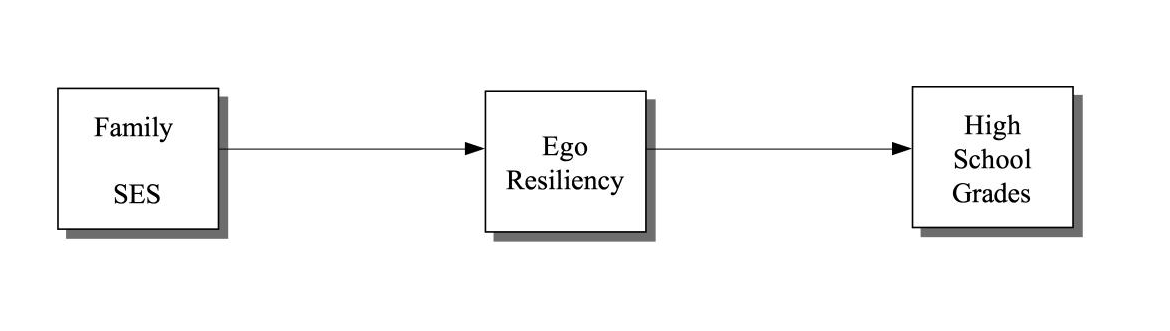 Family
SES
Ego
Resiliency
High
School
Grades